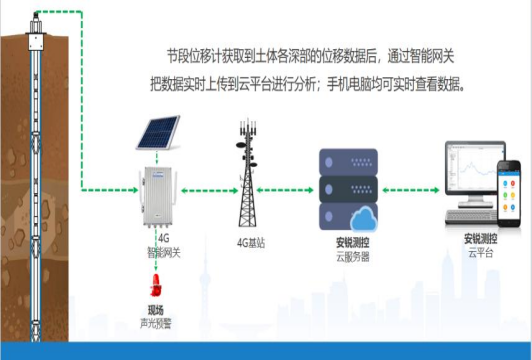 节段位移计获取到土体各深部的位移数据后，通过智能网关
把数据实时上传到云平台进行分析；手机电脑均可实时查看数据。
4G
智能网关
4G基站
安锐测控
云服务器
安锐测控
云平台
现场
声光预警